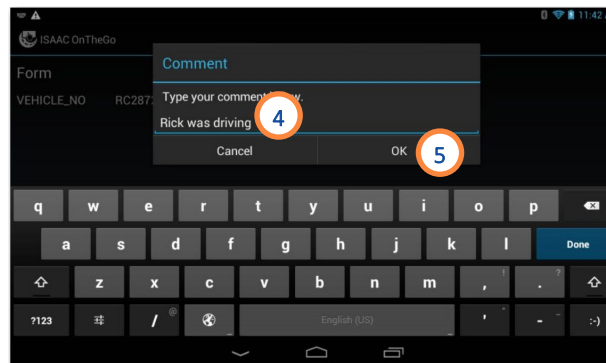 11:42
ISAAC OnTheGo
Comment
Form
VEHICLE_NO
Type your comment
Rick was driving
4
Cancel
OK
5
q w e r t y u i o p
a s d f g h j k l Done
z x c v b n m , ! . ?
?123 / @ English (US) ' " - _ :-)